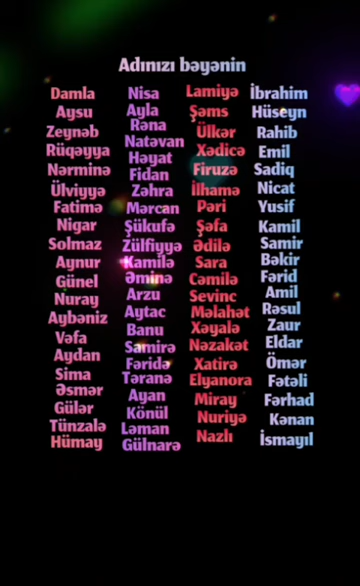 Adınızı bəyənin
Damla
Aysu
Zeynəb
Rüqəyya
Nərminə
Ülviyyə
Fatimə
Nigar
Solmaz
Aynur
Günel
Nuray
Aybəniz
Vəfa
Aydan
Sima
Əsmər
Gülər
Tünzalə
Hümay
Nisa
Ayla
Rəna
Natəvan
Həyat
Fidan
Zəhra
Mərcan
Şükufə
Zülfiyyə
Kamilə
Əminə
Arzu
Aytac
Banu
Samirə
Fəridə
Təranə
Ayan
Könül
Ləman
Gülnarə
Lamiyə
Şəms
Ülkər
Xədicə
Firuzə
İlhamə
Pəri
Şəfa
Ədilə
Sara
Cəmilə
Sevinc
Məlahət
Xəyalə
Nəzakət
Xatirə
Elyanora
Miray
Nuriyə
Nazlı
İbrahim
Hüseyn
Rahib
Emil
Sadiq
Nicat
Yusif
Kamil
Samir
Bəkir
Fərid
Amil
Rəsul
Zaur
Eldar
Ömər
Fətəli
Fərhad
Kənan
İsmayıl